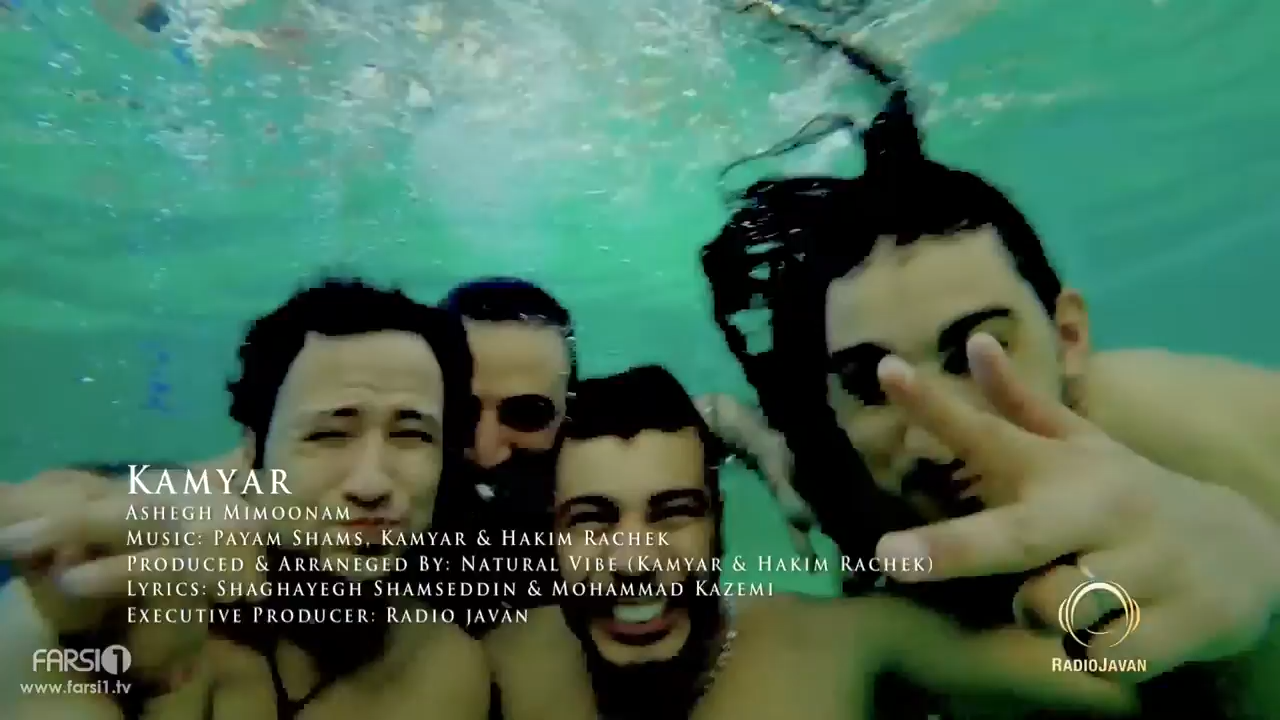 Kamyar
Ashegh Mimoonam
Music: Payam Shams, Kamyar & Hakim Rachek
Produced & Arraneged By: Natural Vibe (Kamyar & Hakim Rachek)
Lyrics: Shaghayegh Shamseddin & Mohammad Kazemi
Executive Producer: Radio javan
FARSI1
www.farsi1.tv
RADIOJAVAN